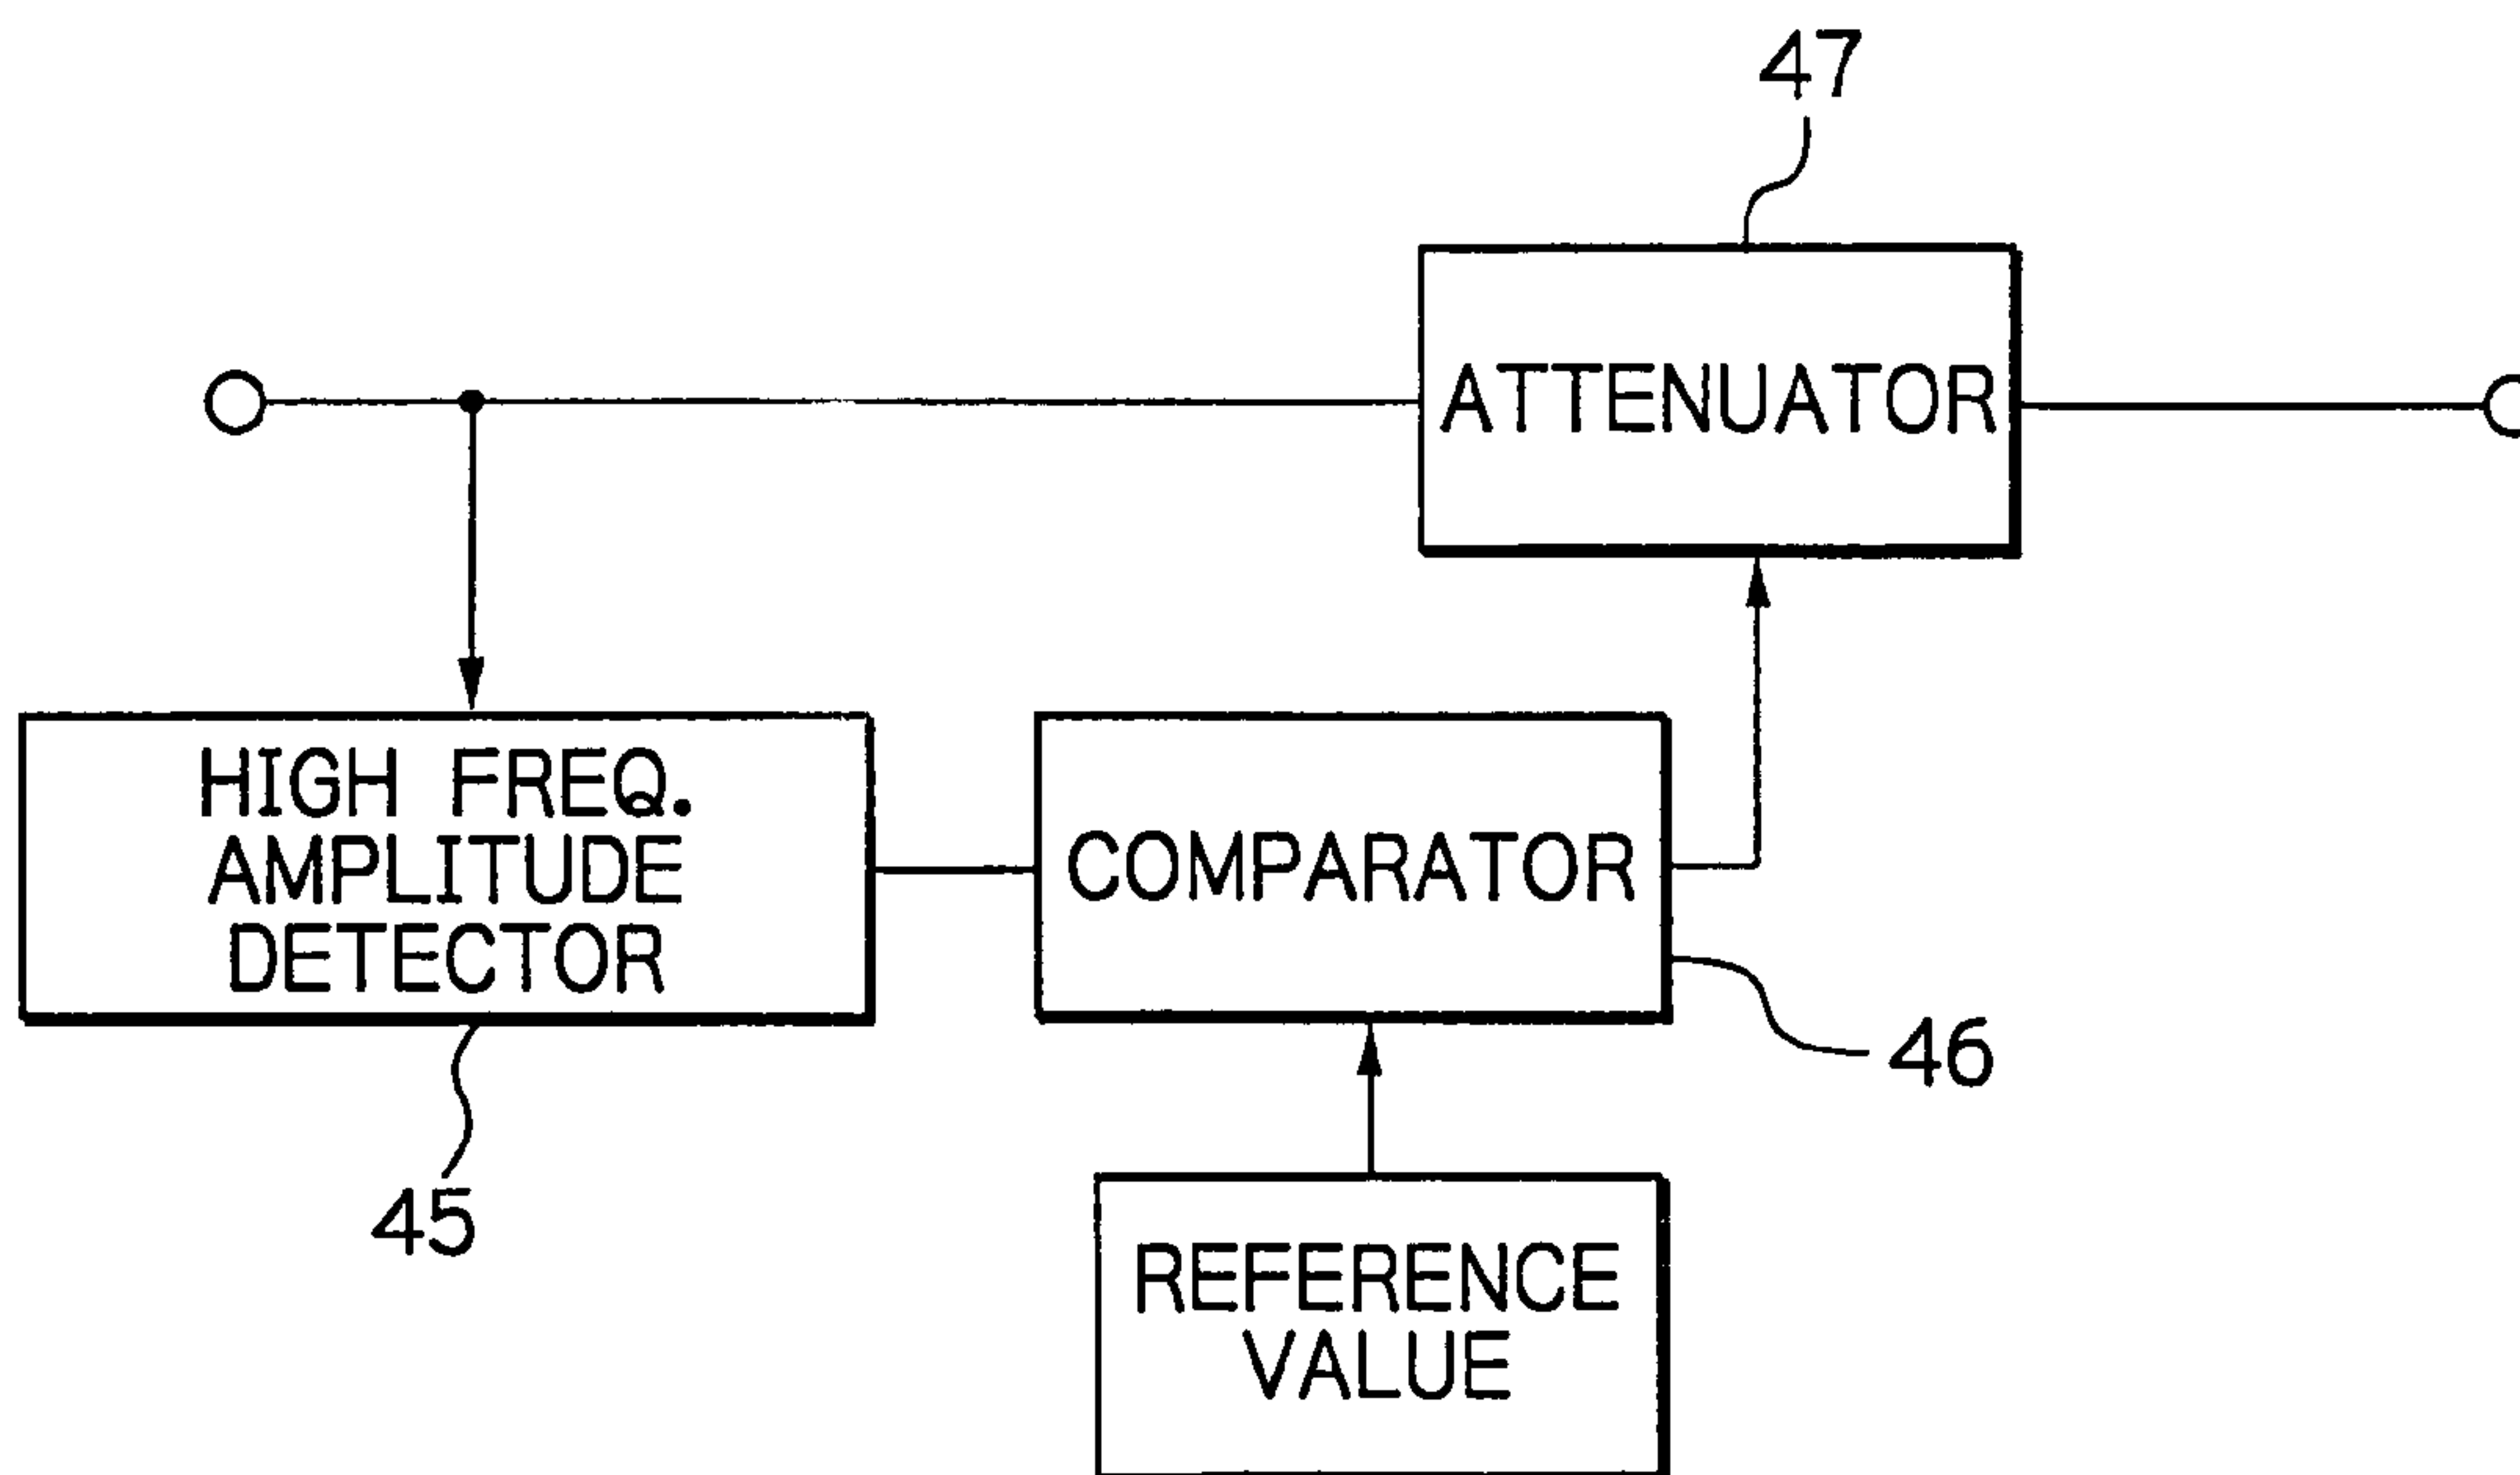 47
ATTENUATOR
HIGH FREQ.
AMPLITUDE
DETECTOR
COMPARATOR
46
45
REFERENCE
VALUE